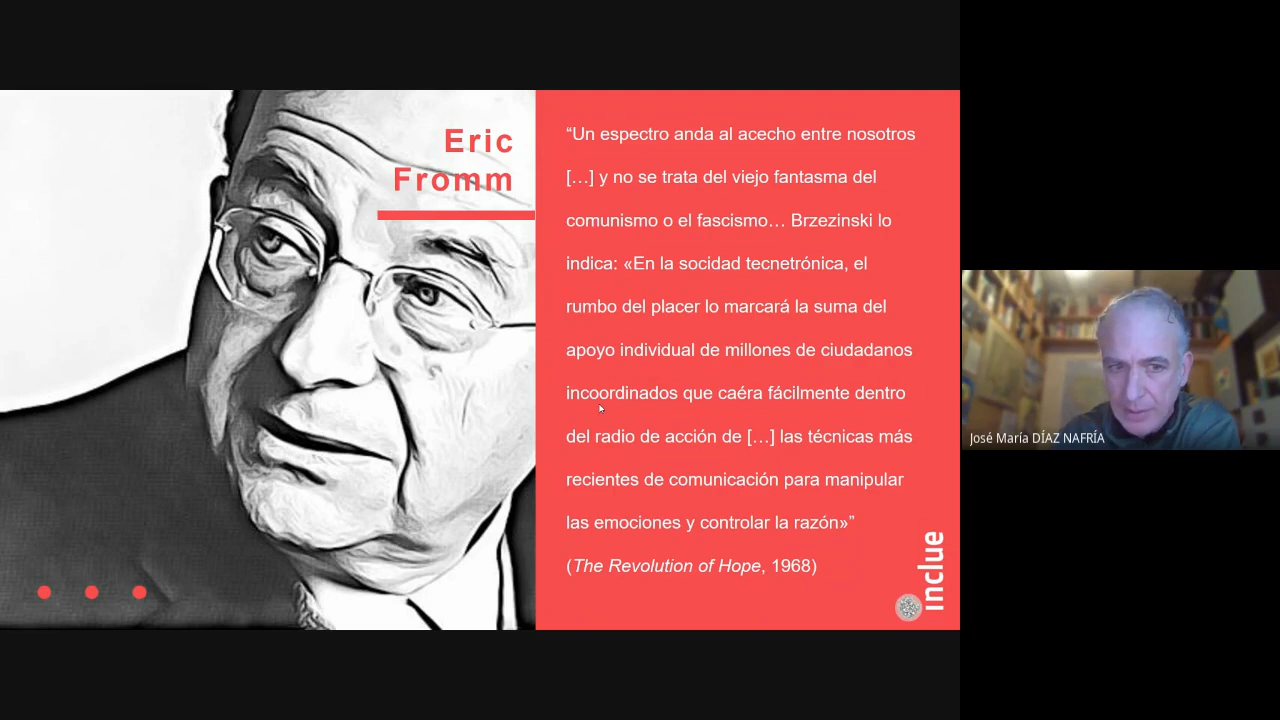 Eric
Fromm
“Un espectro anda al acecho entre nosotros
[…] y no se trata del viejo fantasma del
comunismo o el fascismo… Brzezinski lo
indica: «En la socidad tecnetrónica, el
rumbo del placer lo marcará la suma del
apoyo individual de millones de ciudadanos
incoordinados que caéra fácilmente dentro
del radio de acción de […] las técnicas más
recientes de comunicación para manipular
las emociones y controlar la razón»”
(The Revolution of Hope, 1968)
inclue
José María DÍAZ NAFRÍA